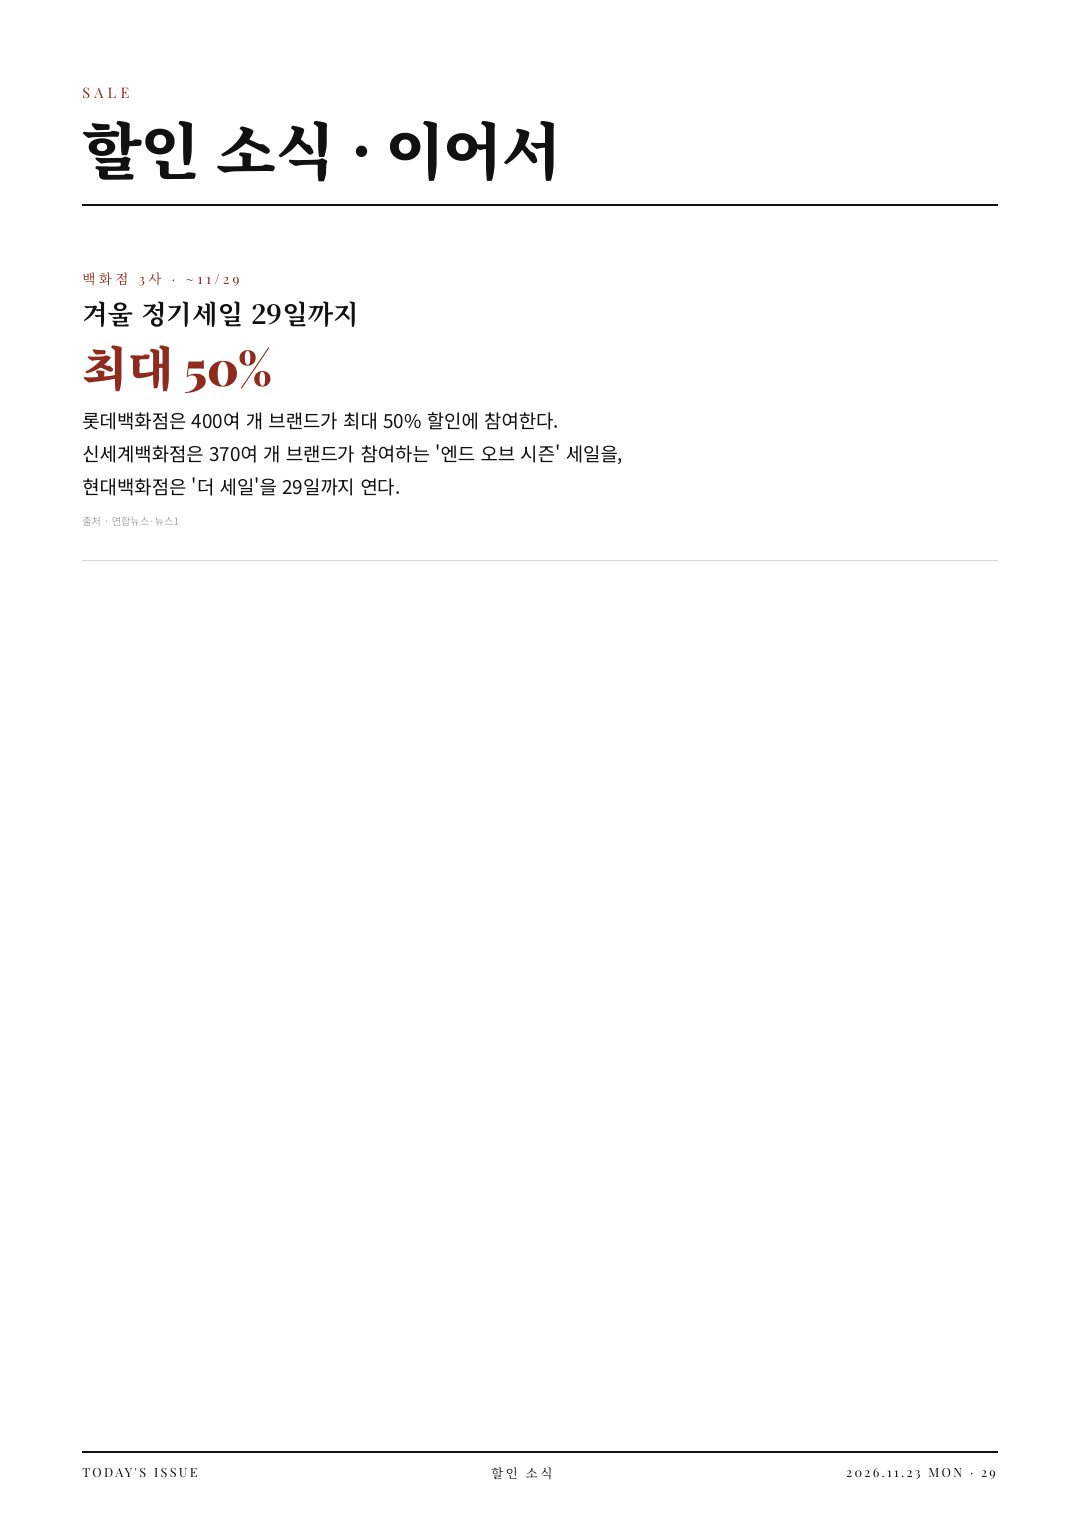 SALE
할인 소식 · 이어서
백화점 3사 · ~11/29
겨울 정기세일 29일까지
최대 50%
롯데백화점은 400여 개 브랜드가 최대 50% 할인에 참여한다.
신세계백화점은 370여 개 브랜드가 참여하는 '엔드 오브 시즌' 세일을,
현대백화점은 '더 세일'을 29일까지 연다.
출처 · 연합뉴스·뉴스1
TODAY'S ISSUE
할인 소식
2026.11.23 MON · 29